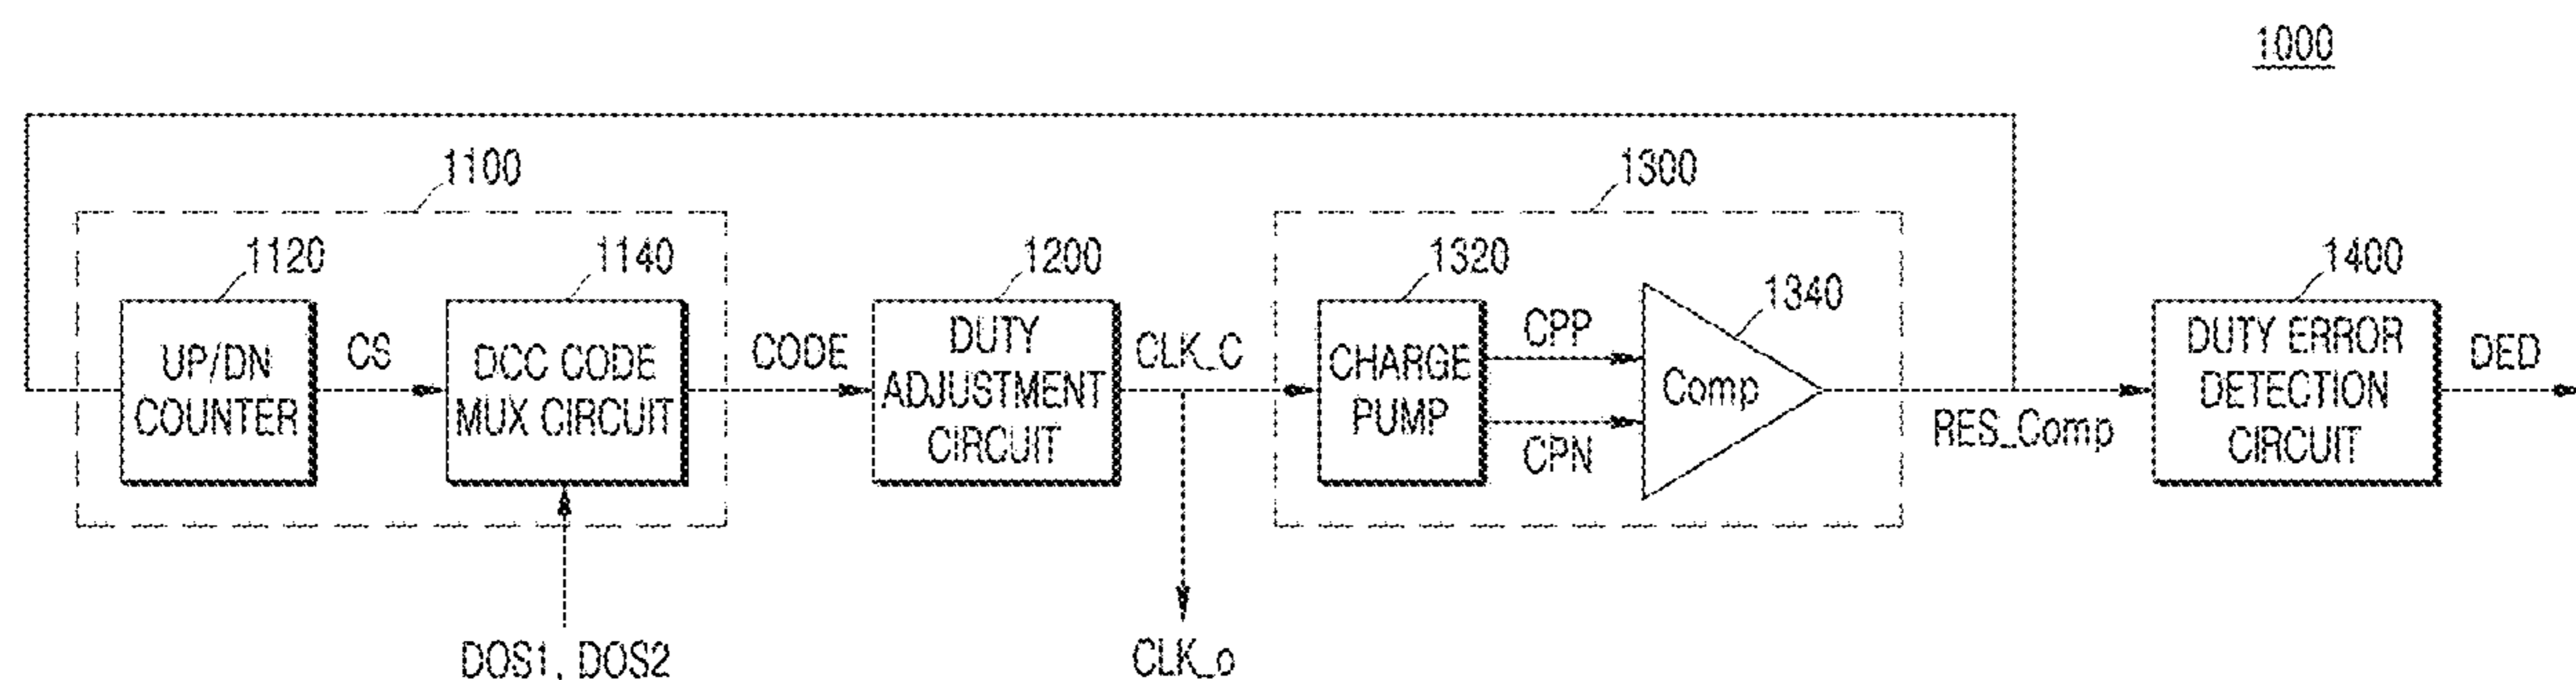 1000
1100
1300
1120
1140
1200
1320
1340
1400
UP/DN
COUNTER
CS
DCC CODE
MUX CIRCUIT
CODE
DUTY
ADJUSTMENT
CIRCUIT
CLK_C
CHARGE
PUMP
CPP
CPN
Comp
RES_Comp
DUTY ERROR
DETECTION
CIRCUIT
DED
DOS1, DOS2
CLK_o